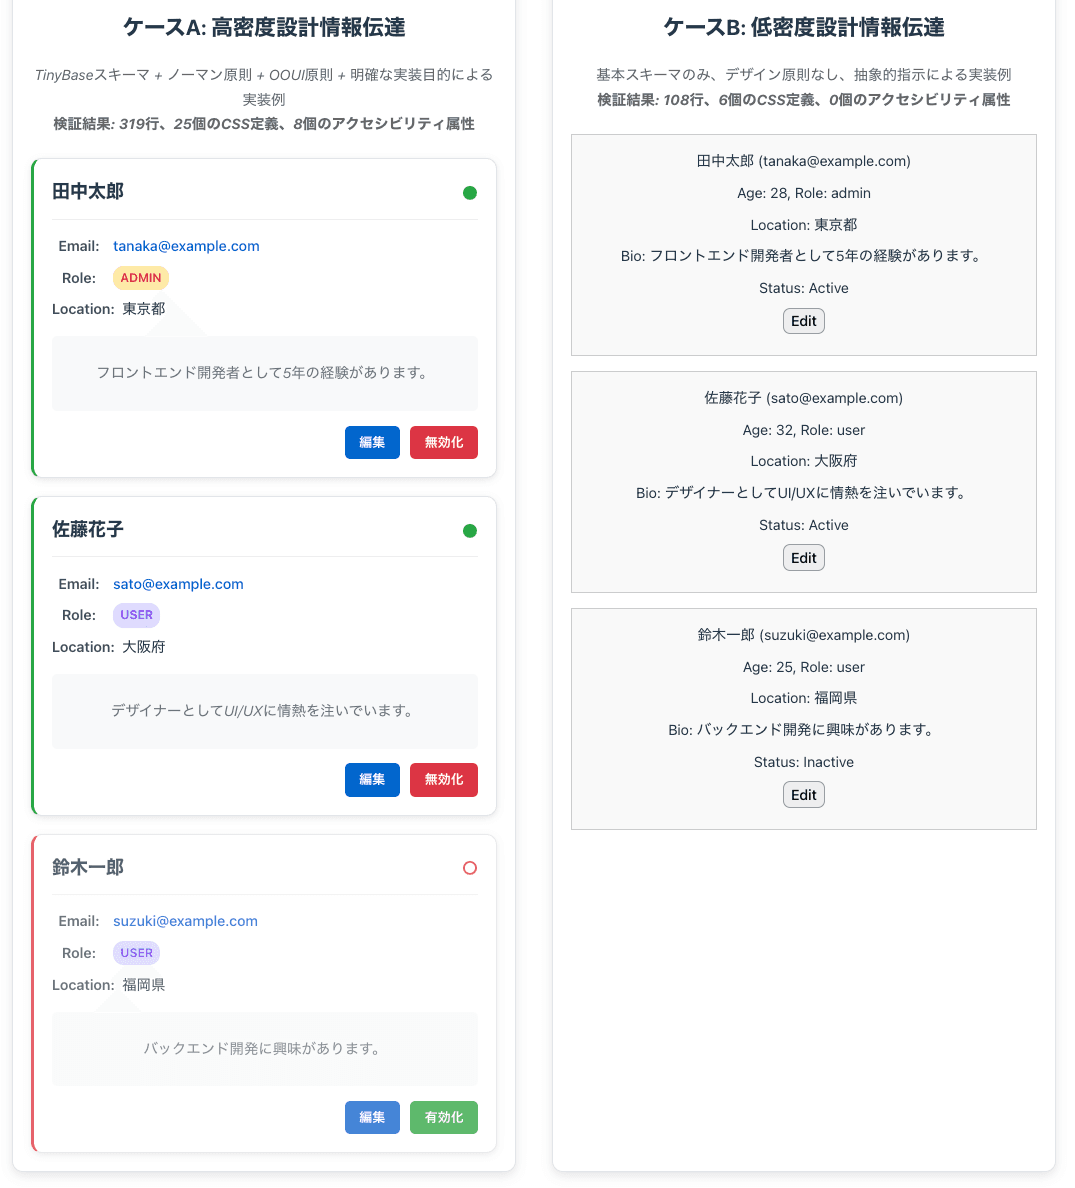 ケースA: 高密度設計情報伝達
TinyBaseスキーマ + ノーマン原則 + OOUI原則 + 明確な実装目的による
実装例
検証結果: 319行、25個のCSS定義、8個のアクセシビリティ属性
田中太郎
Email: tanaka@example.com
Role: ADMIN
Location: 東京都
フロントエンド開発者として5年の経験があります。
編集 無効化
佐藤花子
Email: sato@example.com
Role: USER
Location: 大阪府
デザイナーとしてUI/UXに情熱を注いでいます。
編集 無効化
鈴木一郎
Email: suzuki@example.com
Role: USER
Location: 福岡県
バックエンド開発に興味があります。
編集 有効化
ケースB: 低密度設計情報伝達
基本スキーマのみ、デザイン原則なし、抽象的指示による実装例
検証結果: 108行、6個のCSS定義、0個のアクセシビリティ属性
田中太郎 (tanaka@example.com)
Age: 28, Role: admin
Location: 東京都
Bio: フロントエンド開発者として5年の経験があります。
Status: Active
Edit
佐藤花子 (sato@example.com)
Age: 32, Role: user
Location: 大阪府
Bio: デザイナーとしてUI/UXに情熱を注いでいます。
Status: Active
Edit
鈴木一郎 (suzuki@example.com)
Age: 25, Role: user
Location: 福岡県
Bio: バックエンド開発に興味があります。
Status: Inactive
Edit